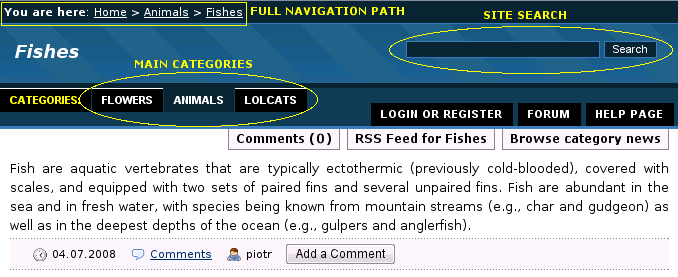 You are here: Home > Animals > Fishes FULL NAVIGATION PATH
SITE SEARCH
Fishes
Search
MAIN CATEGORIES
CATEGORIES: FLOWERS ANIMALS LOLCATS
LOGIN OR REGISTER FORUM HELP PAGE
Comments (0) RSS Feed for Fishes Browse category news
Fish are aquatic vertebrates that are typically ectothermic (previously cold-blooded), covered with
scales, and equipped with two sets of paired fins and several unpaired fins. Fish are abundant in the
sea and in fresh water, with species being known from mountain streams (e.g., char and gudgeon) as
well as in the deepest depths of the ocean (e.g., gulpers and anglerfish).
04.07.2008 Comments piotr Add a Comment